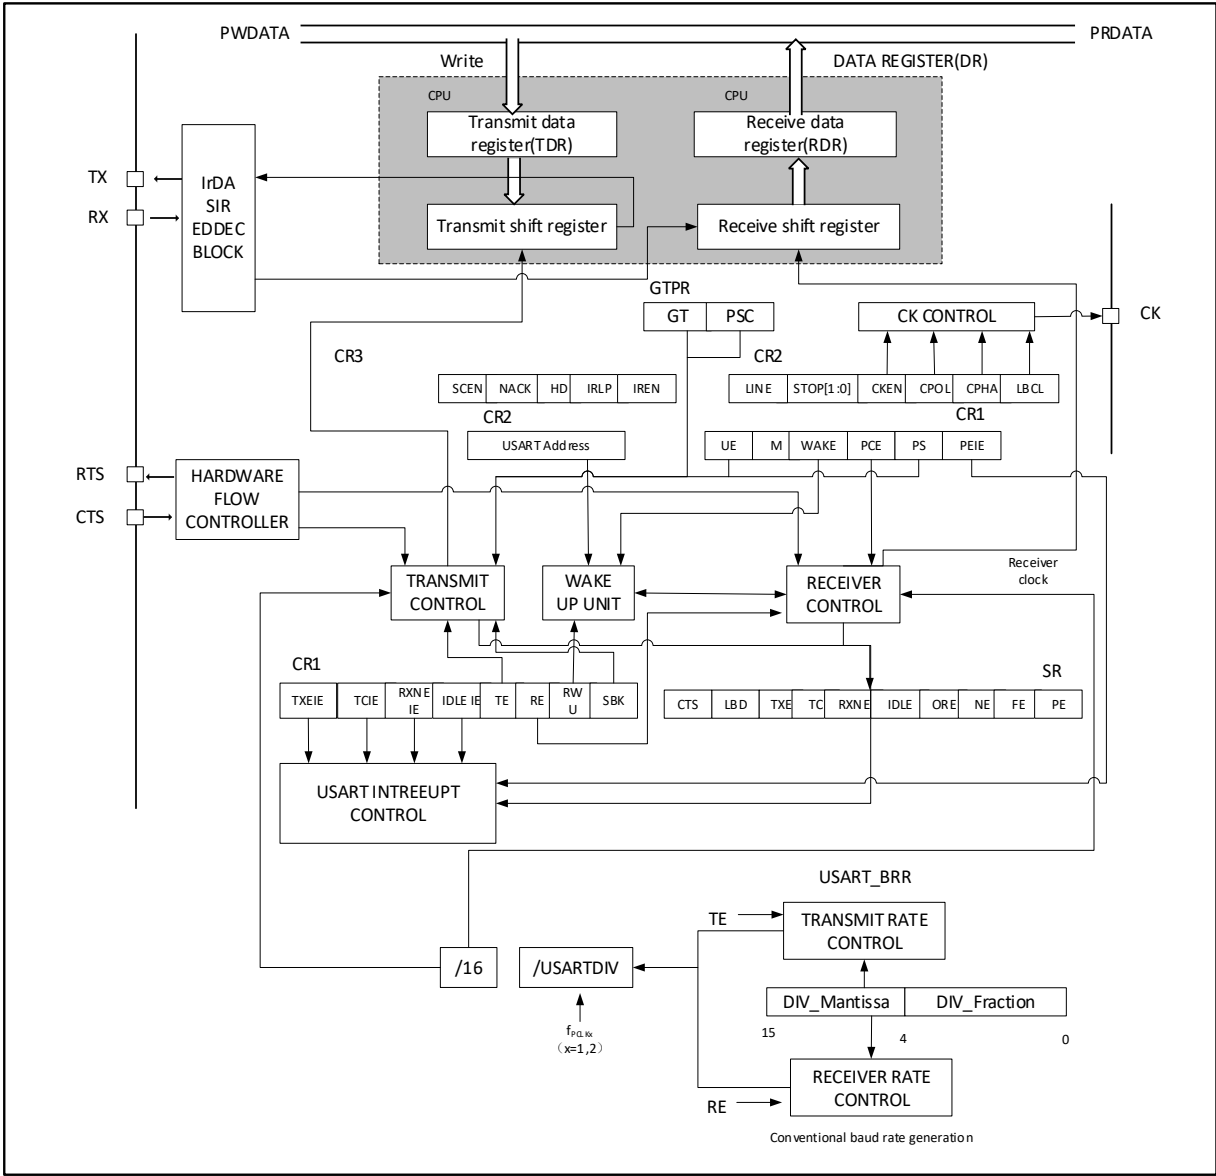 PWDATA
PRDATA
Write
DATA REGISTER(DR)
CPU
CPU
Transmit data
register(TDR)
Receive data
register(RDR)
TX
RX
IrDA
SIR
EDDEC
BLOCK
Transmit shift register
Receive shift register
GTPR
GT
PSC
CK CONTROL
CK
CR3
CR2
SCEN
NACK
HD
IRLP
IREN
LINE
STOP[1:0]
CKEN
CPOL
CPHA
LBCL
CR2
CR1
USART Address
UE
M
WAKE
PCE
PS
PEIE
RTS
CTS
HARDWARE
FLOW
CONTROLLER
TRANSMIT
CONTROL
WAKE
UP UNIT
RECEIVER
CONTROL
Receiver
clock
CR1
SR
TXEIE
TCIE
RXNE
IE
IDLE IE
TE
RE
RW
U
SBK
CTS
LBD
TXE
TC
RXNE
IDLE
ORE
NE
FE
PE
USART INTREEUPT
CONTROL
USART_BRR
TE
TRANSMIT RATE
CONTROL
/16
/USARTDIV
DIV_Mantissa
DIV_Fraction
fPCLKx
(x=1,2)
15
4
0
RE
RECEIVER RATE
CONTROL
Conventional baud rate generation